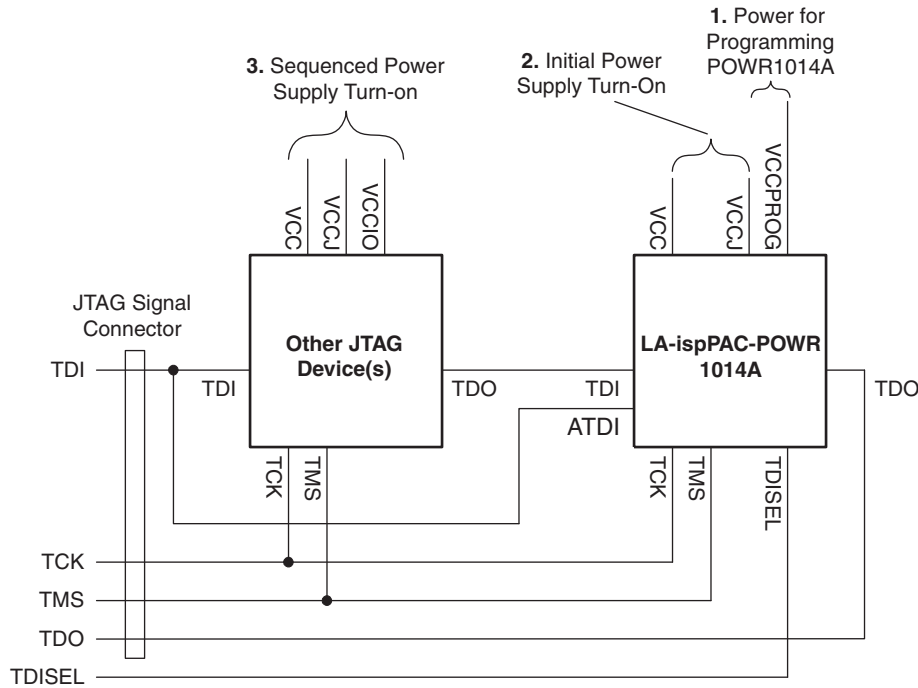 1. Power for
Programming
POWR1014A
2. Initial Power
Supply Turn-On
3. Sequenced Power
Supply Turn-on
VCC
VCCJ
VCCIO
VCC
VCCJ
VCCPROG
JTAG Signal
Connector
Other JTAG
Device(s)
LA-ispPAC-POWR
1014A
TDI
TDI
TDO
TDI
TDO
ATDI
TCK
TMS
TCK
TMS
TDISEL
TCK
TMS
TDO
TDISEL